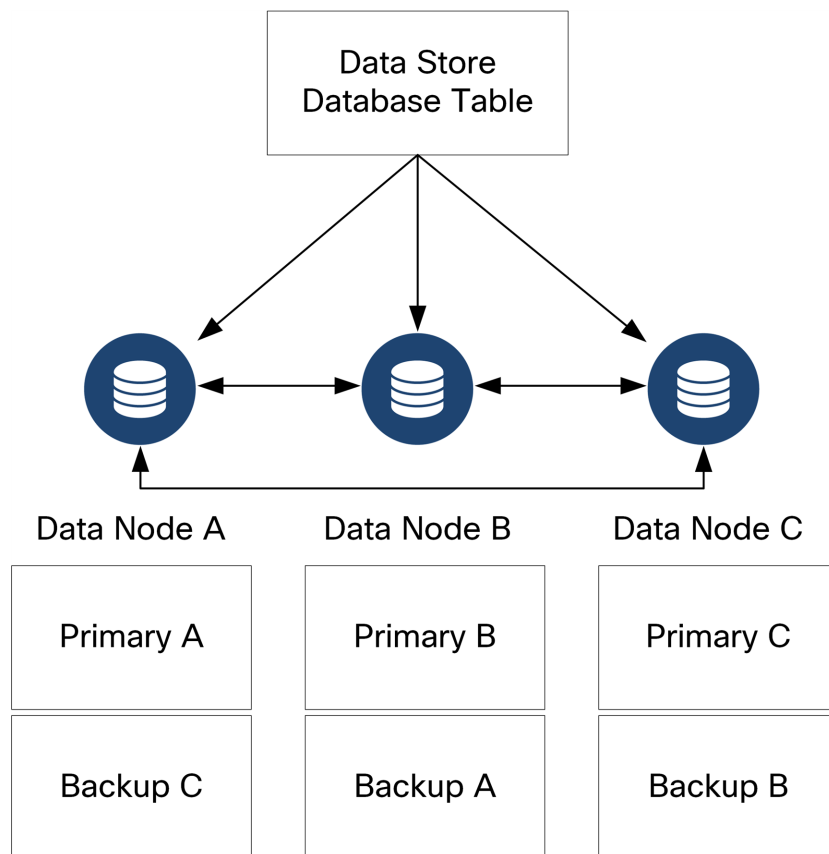 Data Store
Database Table
Data Node A
Data Node B
Data Node C
Primary A
Primary B
Primary C
Backup C
Backup A
Backup B